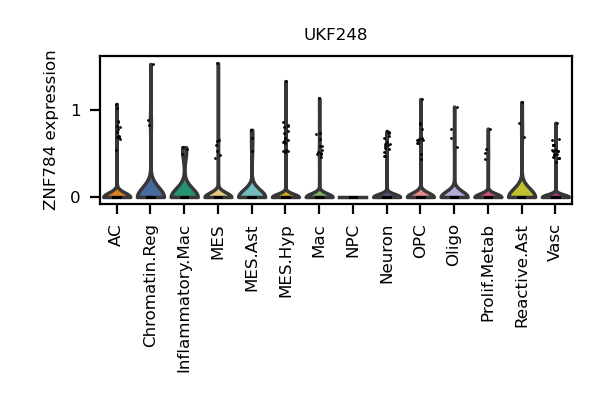 UKF248
ZNF784 expression
1
0
AC
Chromatin.Reg
Inflammatory.Mac
MES
MES.Ast
MES.Hyp
Mac
NPC
Neuron
OPC
Oligo
Prolif.Metab
Reactive.Ast
Vasc